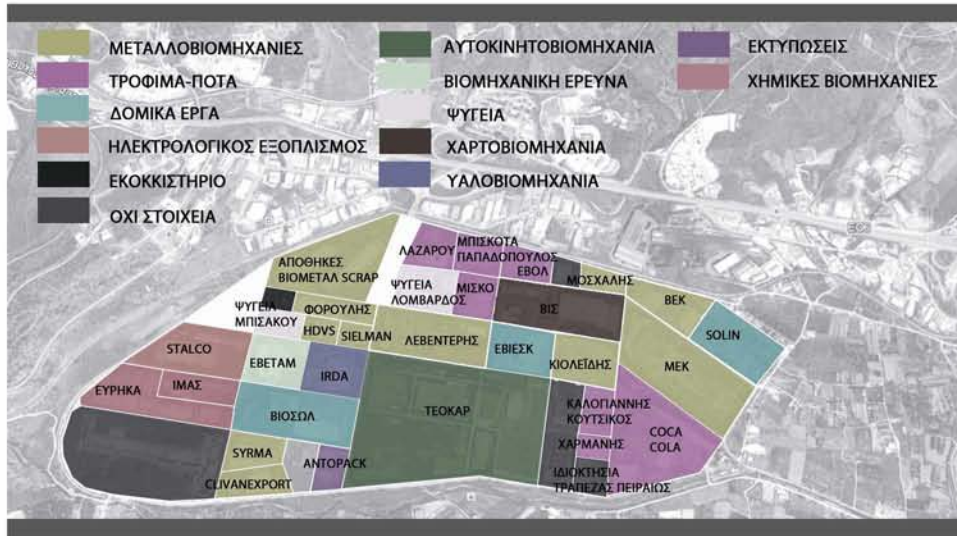 ΜΕΤΑΛΛΟΒΙΟΜΗΧΑΝΙΕΣ
ΤΡΟΦΙΜΑ-ΠΟΤΑ
ΔΟΜΙΚΑ ΕΡΓΑ
ΗΛΕΚΤΡΟΛΟΓΙΚΟΣ ΕΞΟΠΛΙΣΜΟΣ
ΕΚΟΚΚΙΣΤΗΡΙΟ
ΟΧΙ ΣΤΟΙΧΕΙΑ
ΑΥΤΟΚΙΝΗΤΟΒΙΟΜΗΧΑΝΙΑ
ΒΙΟΜΗΧΑΝΙΚΗ ΕΡΕΥΝΑ
ΨΥΓΕΙΑ
ΧΑΡΤΟΒΙΟΜΗΧΑΝΙΑ
ΥΑΛΟΒΙΟΜΗΧΑΝΙΑ
ΕΚΤΥΠΩΣΕΙΣ
ΧΗΜΙΚΕΣ ΒΙΟΜΗΧΑΝΙΕΣ
ΑΠΟΘΗΚΕΣ
ΒΙΟΜΕΤΑΛ SCRAP
ΛΑΖΑΡΟΥ
ΜΠΙΣΚΟΤΑ
ΠΑΠΑΔΟΠΟΥΛΟΣ
ΕΒΟΛ
ΜΟΣΧΑΛΗΣ
ΨΥΓΕΙΑ
ΛΟΜΒΑΡΔΟΣ
ΜΙΣΚΟ
ΒΙΣ
ΒΕΚ
SOLIN
ΨΥΓΕΙΑ
ΜΠΙΣΑΚΟΥ
ΦΟΡΟΥΛΗΣ
HDVS
SIELMAN
ΛΕΒΕΝΤΕΡΗΣ
ΕΒΙΕΣΚ
ΚΙΟΛΕΪΔΗΣ
ΜΕΚ
STALCO
ΕΒΕΤΑΜ
IRDA
ΕΥΡΗΚΑ
ΙΜΑΣ
ΒΙΟΣΩΛ
ΤΕΟΚΑΡ
ΚΑΛΟΓΙΑΝΝΗΣ
ΚΟΥΤΣΙΚΟΣ
ΧΑΡΜΑΝΗΣ
COCA
COLA
SYRMA
ANTOPACK
CLIVANEXPORT
ΙΔΙΟΚΤΗΣΙΑ
ΤΡΑΠΕΖΑΣ ΠΕΙΡΑΙΩΣ